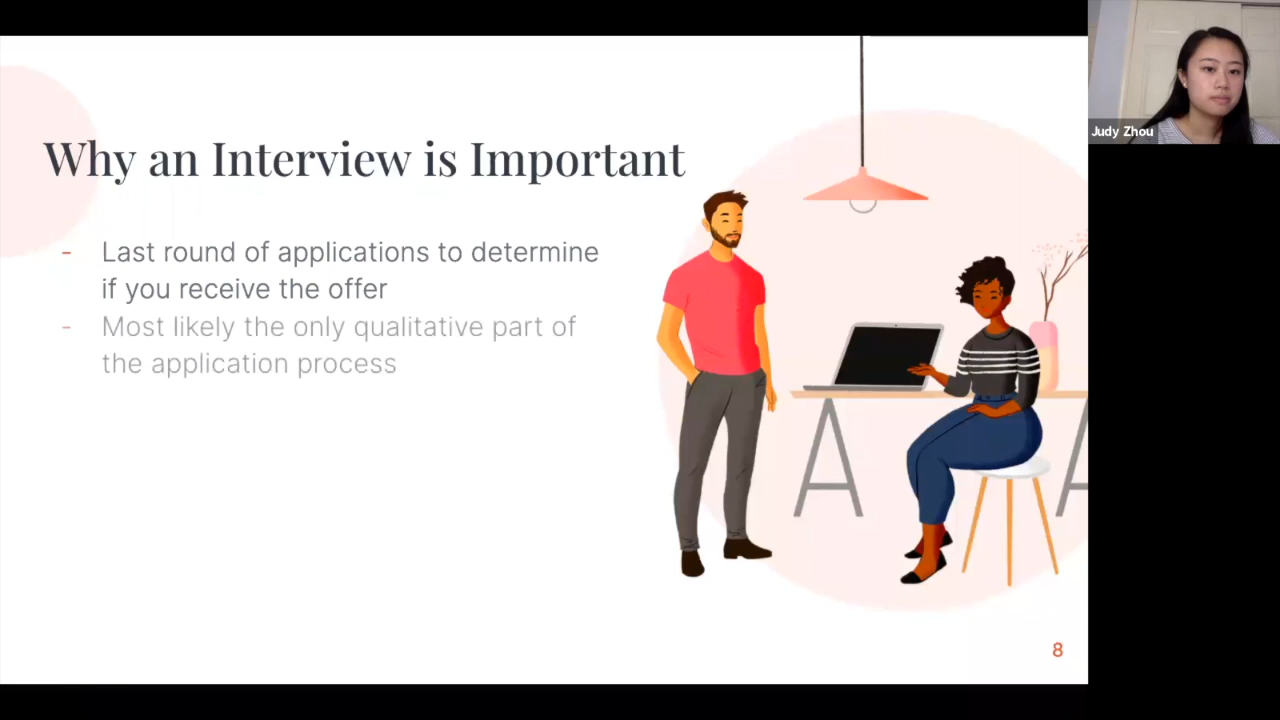 Why an Interview is Important
- Last round of applications to determine
if you receive the offer
- Most likely the only qualitative part of
the application process
8
Judy Zhou